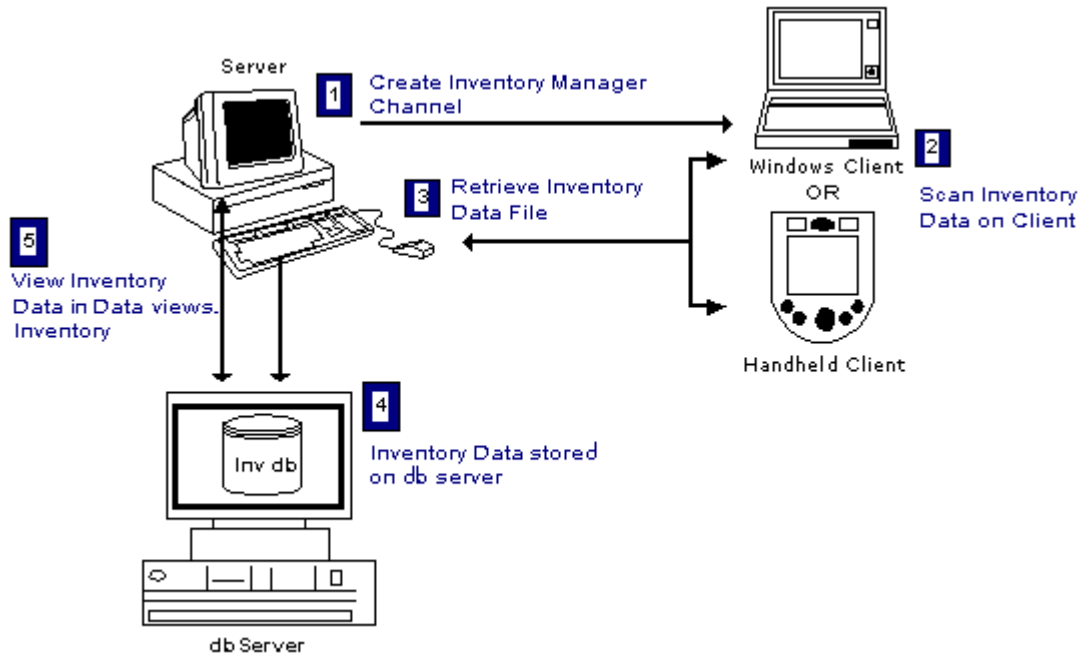 Server
1
Create Inventory Manager
Channel
Windows Client
OR
2
Scan Inventory
Data on Client
3
Retrieve Inventory
Data File
5
View Inventory
Data in Data views.
Inventory
Handheld Client
4
Inv db
Inventory Data stored
on db server
db Server